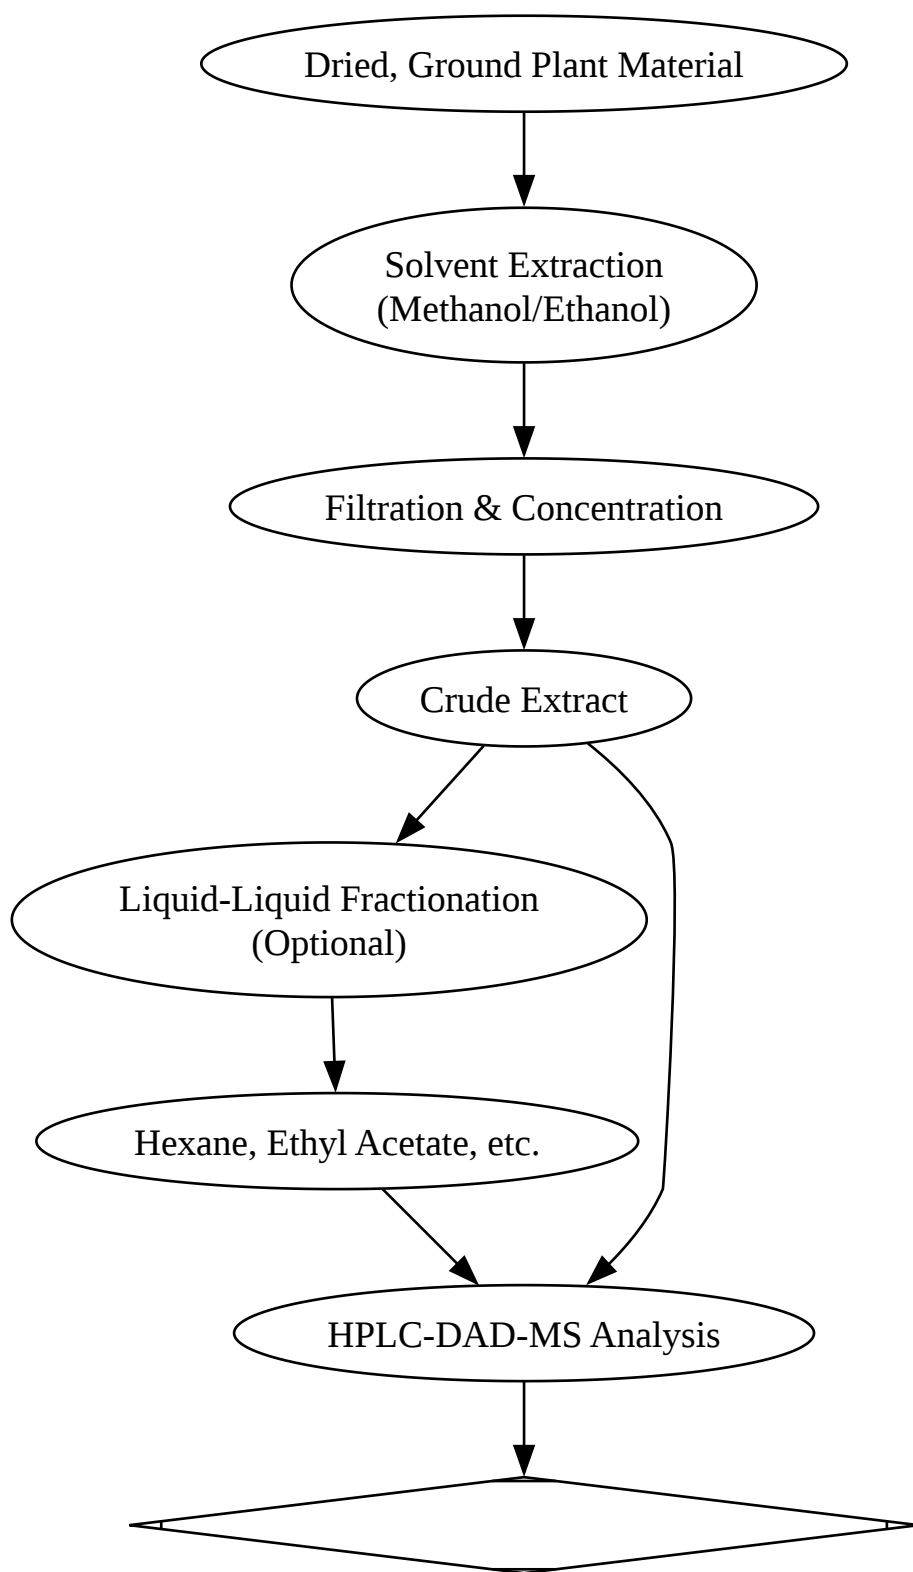 Dried, Ground Plant Material
Solvent Extraction
(Methanol/Ethanol)
Filtration & Concentration
Crude Extract
Liquid-Liquid Fractionation
(Optional)
Hexane, Ethyl Acetate, etc.
HPLC-DAD-MS Analysis